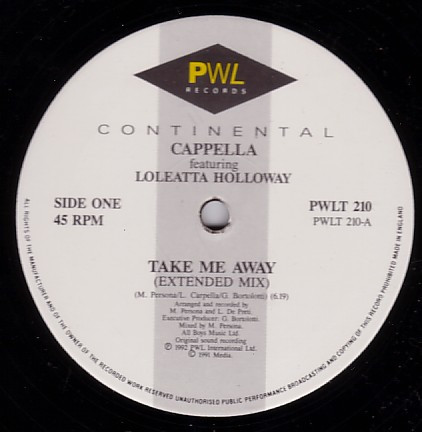 PWL
RECORDS
CONTINENTAL
CAPPELLA
featuring
LOLEATTA HOLLOWAY
SIDE ONE
45 RPM
PWLT 210
PWLT 210-A
TAKE ME AWAY
(EXTENDED MIX)
(M. Persona/L. Carpella/G. Bortolotti) (6.19)
Arranged and recorded by
M. Persona and L. De Preti.
Executive Producer: G. Bortolotti.
Mixed by M. Persona.
All Boys Music Ltd.
Original sound recording
Ⓟ 1992 PWL International Ltd.
© 1991 Media.
ALL RIGHTS OF THE MANUFACTURER AND OF THE OWNER OF THE RECORDED WORK RESERVED UNAUTHORISED PUBLIC PERFORMANCE BROADCASTING AND COPYING OF THIS RECORD PROHIBITED MADE IN ENGLAND